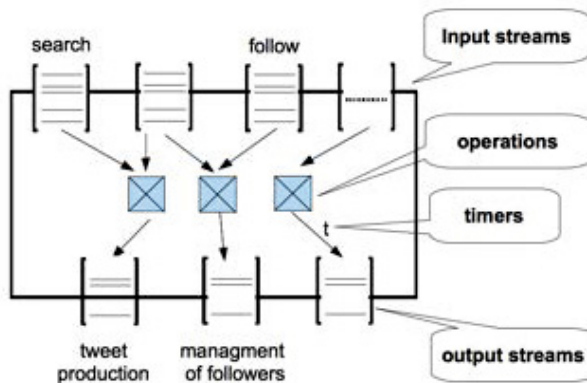 search
follow
Input streams
operations
timers
t
output streams
tweet
production
managment
of followers